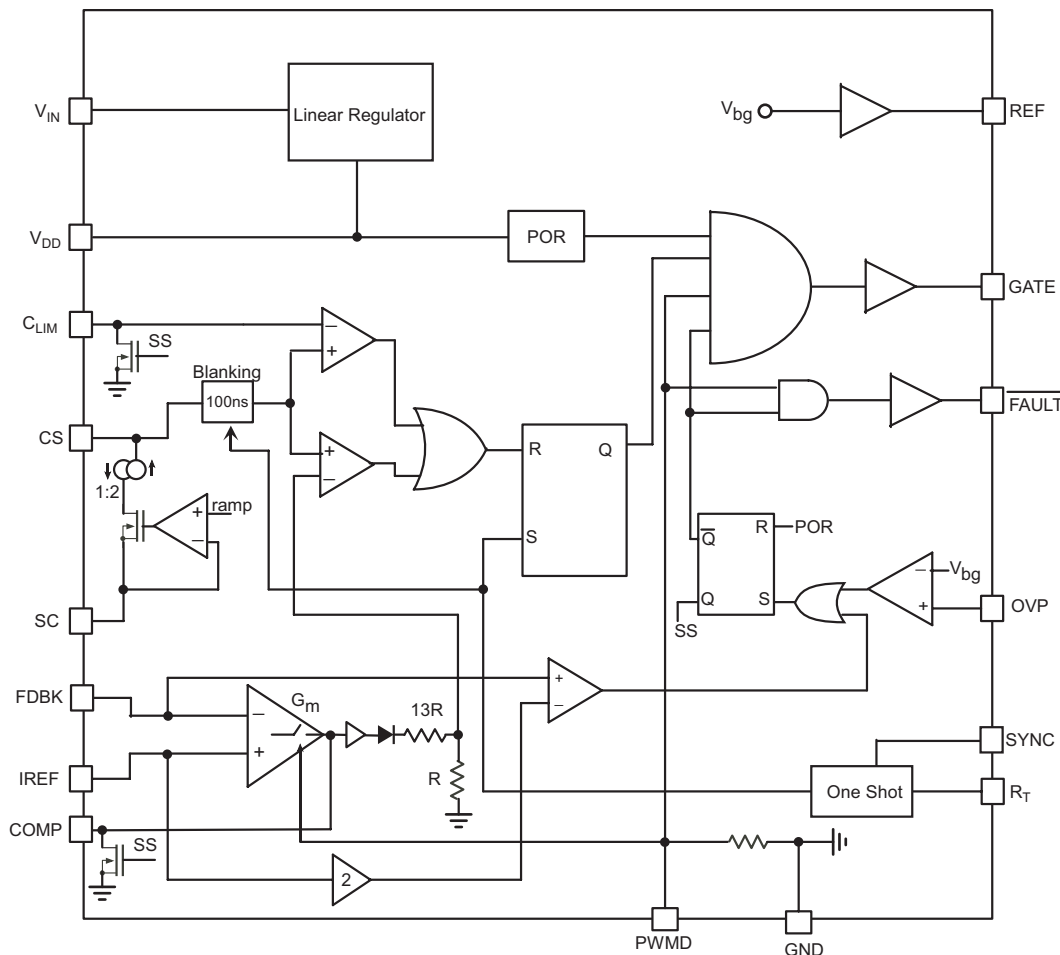 V_IN
Linear Regulator
V_bg
REF
V_DD
POR
GATE
C_LIM
SS
−
+
Blanking
100ns
FAULT
CS
R
Q
+
−
1:2
ramp
+
−
S
R
POR
Q
Q
S
SS
−
V_bg
+
OVP
SC
FDBK
G_m
−
+
+
−
13R
SYNC
IREF
R
One Shot
R_T
COMP
SS
2
PWMD
GND